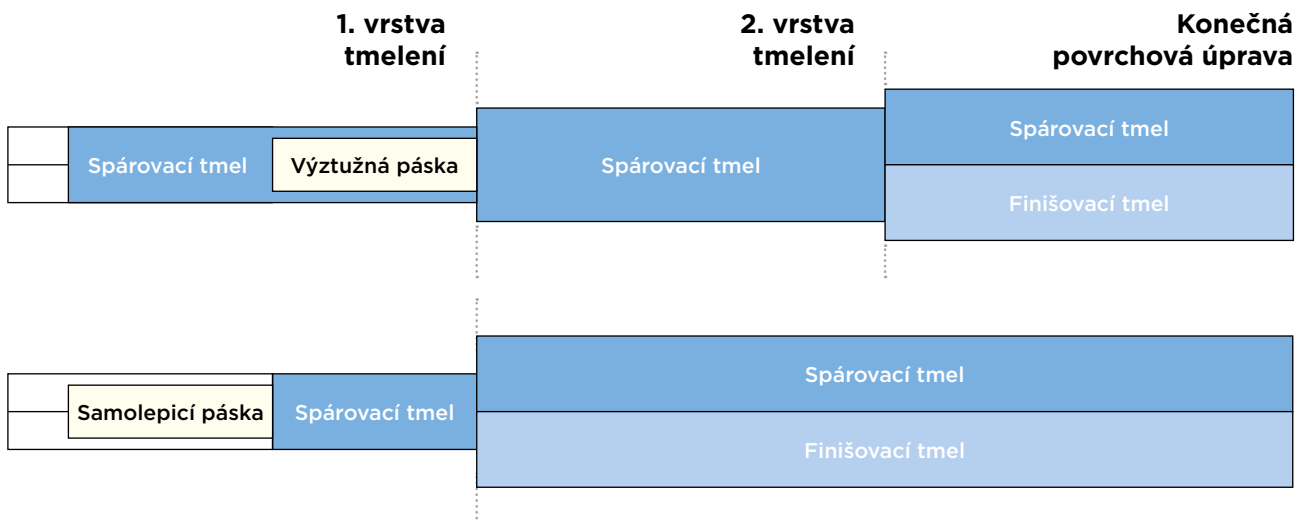 1. vrstva
tmelení
2. vrstva
tmelení
Konečná
povrchová úprava
Spárovací tmel
Výztužná páska
Spárovací tmel
Spárovací tmel
Finišovací tmel
Samolepicí páska
Spárovací tmel
Spárovací tmel
Finišovací tmel